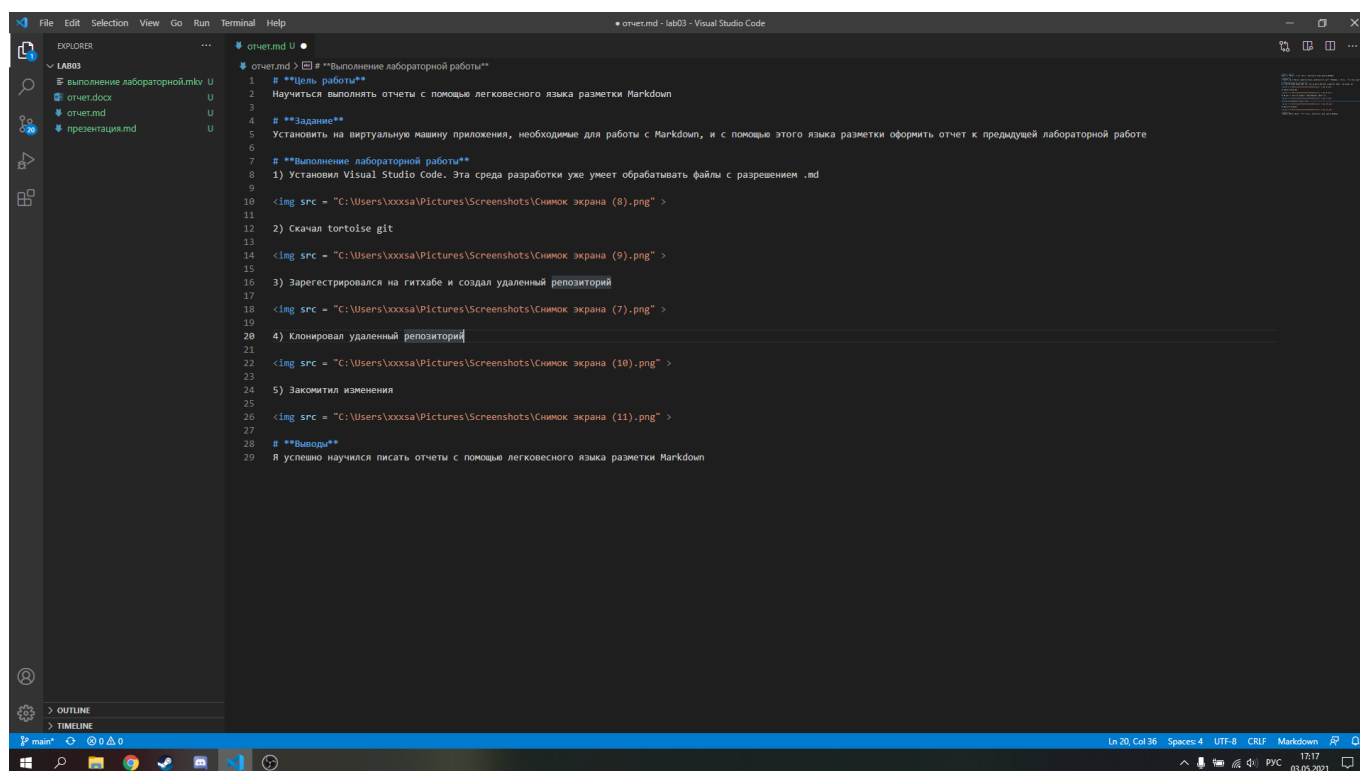 File Edit Selection View Go Run Terminal Help
● отчет.md - lab03 - Visual Studio Code
EXPLORER
LAB03
выполнение лабораторной.mkv U
отчет.docx U
отчет.md U
презентация.md U
OUTLINE
TIMELINE
отчет.md U ●
отчет.md > # **Выполнение лабораторной работы**
1 # **Цель работы**
2 Научиться выполнять отчеты с помощью легковесного языка разметки Markdown
3
4 # **Задание**
5 Установить на виртуальную машину приложения, необходимые для работы с Markdown, и с помощью этого языка разметки оформить отчет к предыдущей лабораторной работе
6
7 # **Выполнение лабораторной работы**
8 1) Установил Visual Studio Code. Эта среда разработки уже умеет обрабатывать файлы с разрешением .md
9
10 <img src = "C:\Users\xxxsa\Pictures\Screenshots\Снимок экрана (8).png" >
11
12 2) Скачал tortoise git
13
14 <img src = "C:\Users\xxxsa\Pictures\Screenshots\Снимок экрана (9).png" >
15
16 3) Зарегестрировался на гитхабе и создал удаленный репозиторий
17
18 <img src = "C:\Users\xxxsa\Pictures\Screenshots\Снимок экрана (7).png" >
19
20 4) Клонировал удаленный репозиторий
21
22 <img src = "C:\Users\xxxsa\Pictures\Screenshots\Снимок экрана (10).png" >
23
24 5) Закомитил изменения
25
26 <img src = "C:\Users\xxxsa\Pictures\Screenshots\Снимок экрана (11).png" >
27
28 # **Выводы**
29 Я успешно научился писать отчеты с помощью легковесного языка разметки Markdown
1
20
main* 0 0
Ln 20, Col 36 Spaces: 4 UTF-8 CRLF Markdown
РУС
17:17
03.05.2021